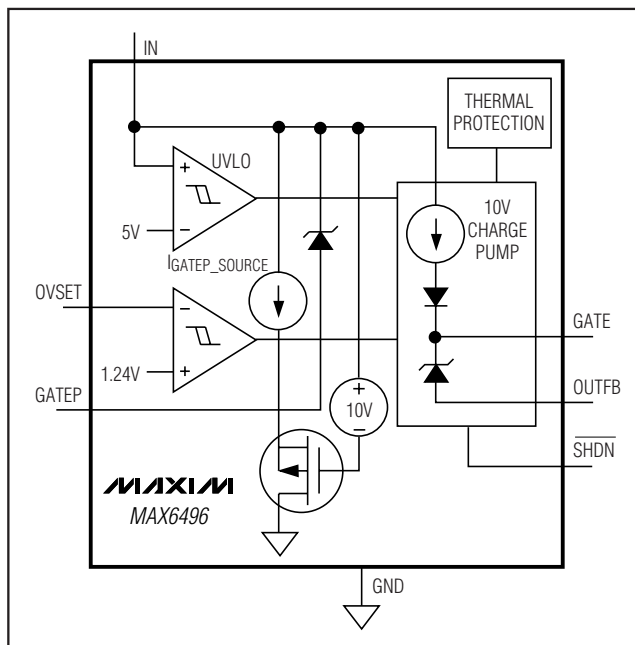 IN
THERMAL
PROTECTION
UVLO
+
−
5V
10V
CHARGE
PUMP
IGATEP_SOURCE
OVSET
−
+
1.24V
GATE
GATEP
+
10V
−
OUTFB
SHDN
MAXIM
MAX6496
GND